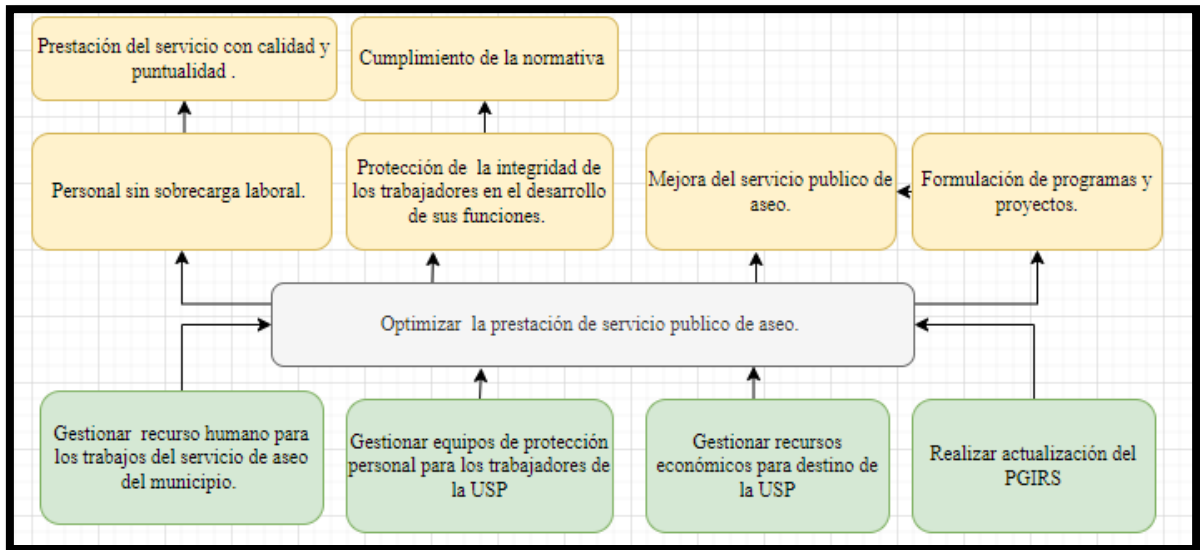 Prestación del servicio con calidad y
puntualidad .
Cumplimiento de la normativa
Personal sin sobrecarga laboral.
Protección de  la integridad de
los trabajadores en el desarrollo
de sus funciones.
Mejora del servicio publico de
aseo.
Formulación de programas y
proyectos.
Optimizar  la prestación de servicio publico de aseo.
Gestionar  recurso humano para
los trabajos del servicio de aseo
del municipio.
Gestionar equipos de protección
personal para los trabajadores de
la USP
Gestionar recursos
económicos para destino de
la USP
Realizar actualización del
PGIRS